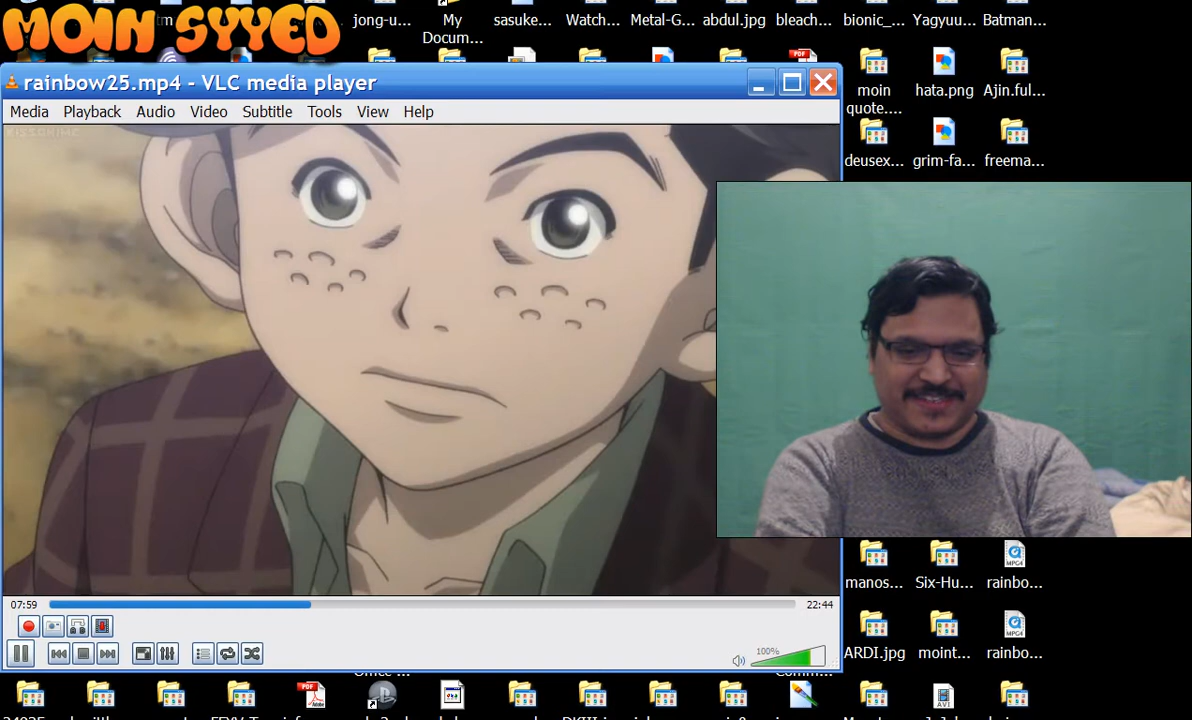 jong-u...
My
Docum...
sasuke...
Watch...
Metal-G...
abdul.jpg
bleach...
bionic_...
Yagyuu...
Batman...
MOIN SYYED
rainbow25.mp4 - VLC media player
Media Playback Audio Video Subtitle Tools View Help
KISSANIME
moin
quote....
hata.png
Ajin.ful...
deusex...
grim-fa...
freema...
manos...
Six-Hu...
rainbo...
07:59
22:44
100%
ARDI.jpg
moint...
rainbo...